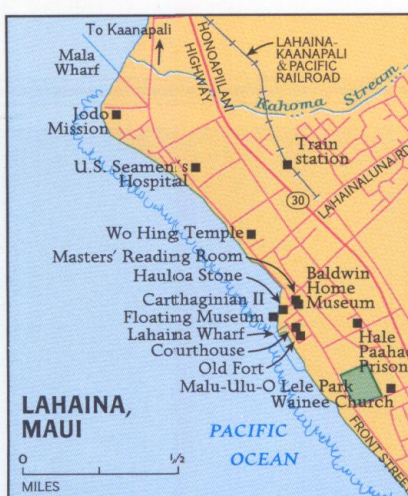 To Kaanapali
Mala
Wharf
HONOAPIILANI
HIGHWAY
LAHAINA-
KAANAPALI
& PACIFIC
RAILROAD
Kahoma Stream
Jodo
Mission
U.S. Seamen's
Hospital
Train
station
30
LAHAINALUNA RD
Wo Hing Temple
Masters' Reading Room
Hauloa Stone
Baldwin
Home
Museum
Carthaginian II
Floating Museum
Lahaina Wharf
Courthouse
Old Fort
Hale
Paahao
Prison
Malu-Ulu-O Lele Park
Wainee Church
LAHAINA,
MAUI
PACIFIC
OCEAN
FRONT STREE
0 1/2
MILES